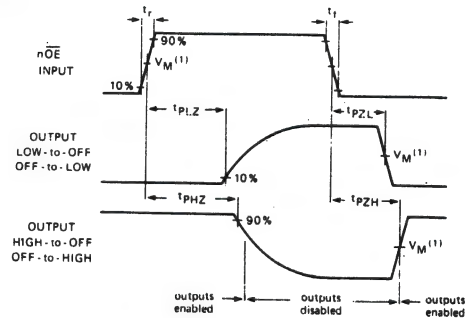 tr
tf
nOE
INPUT
90%
VM(1)
10%
tPLZ
tPZL
OUTPUT
LOW-to-OFF
OFF-to-LOW
10%
VM(1)
tPHZ
tPZH
OUTPUT
HIGH-to-OFF
OFF-to-HIGH
90%
VM(1)
outputs
enabled
outputs
disabled
outputs
enabled